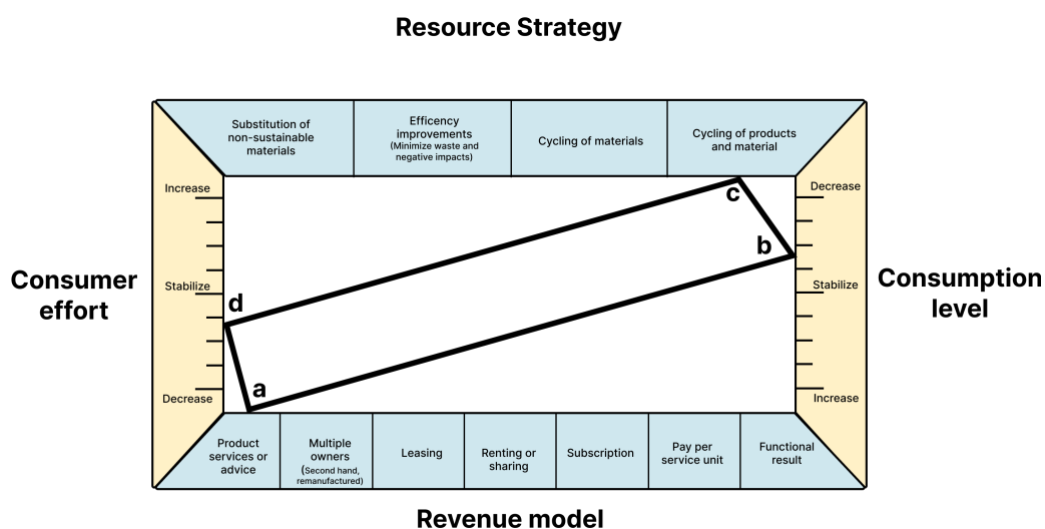 Resource Strategy
Substitution of
non-sustainable
materials
Efficency
improvements
(Minimize waste and
negative impacts)
Cycling of materials
Cycling of products
and material
Increase
Stabilize
Decrease
Consumer
effort
Decrease
Stabilize
Increase
Consumption
level
c
b
d
a
Product
services or
advice
Multiple
owners
(Second hand,
remanufactured)
Leasing
Renting or
sharing
Subscription
Pay per
service unit
Functional
result
Revenue model